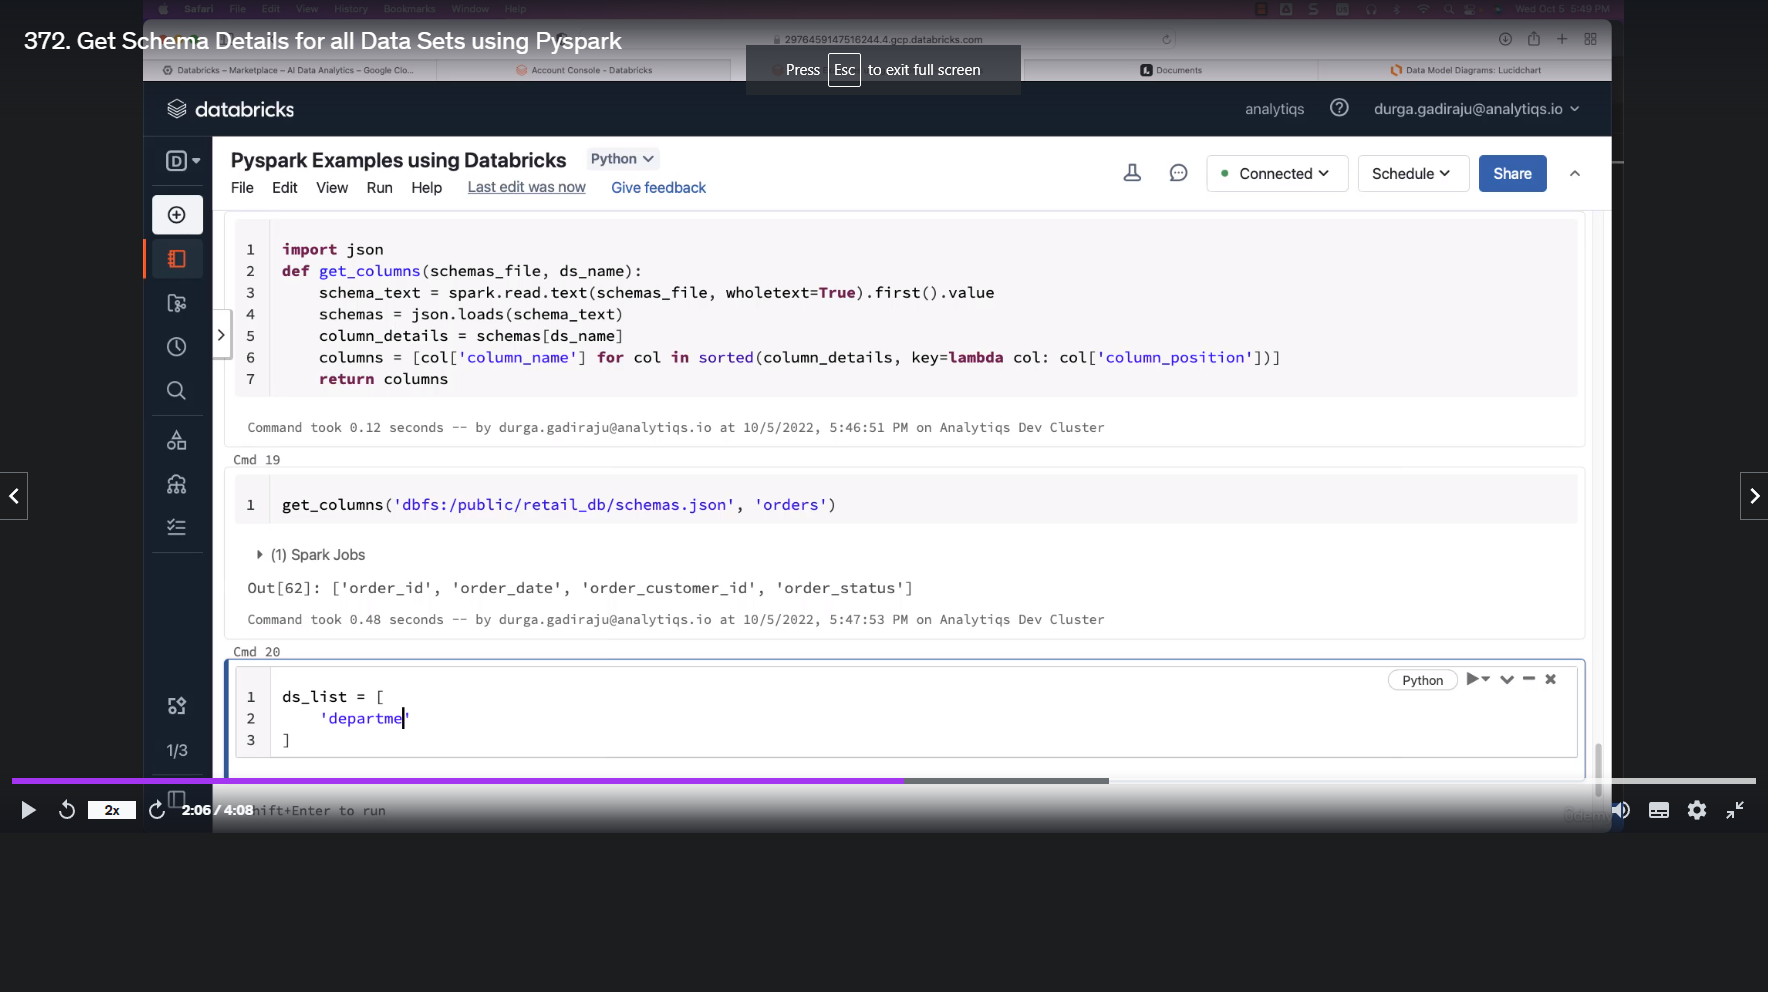 Safari File Edit View History Bookmarks Window Help Wed Oct 5 5:49 PM
372. Get Schema Details for all Data Sets using Pyspark
2976459147516244.4.gcp.databricks.com
Databricks – Marketplace – AI Data Analytics – Google Clo... Account Console - Databricks Documents Data Model Diagrams: Lucidchart
Press Esc to exit full screen
databricks analytiqs durga.gadiraju@analytiqs.io
D Pyspark Examples using Databricks Python
File Edit View Run Help Last edit was now Give feedback Connected Schedule Share
1 import json
2 def get_columns(schemas_file, ds_name):
3 schema_text = spark.read.text(schemas_file, wholetext=True).first().value
4 schemas = json.loads(schema_text)
5 column_details = schemas[ds_name]
6 columns = [col['column_name'] for col in sorted(column_details, key=lambda col: col['column_position'])]
7 return columns
Command took 0.12 seconds -- by durga.gadiraju@analytiqs.io at 10/5/2022, 5:46:51 PM on Analytiqs Dev Cluster
Cmd 19
1 get_columns('dbfs:/public/retail_db/schemas.json', 'orders')
(1) Spark Jobs
Out[62]: ['order_id', 'order_date', 'order_customer_id', 'order_status']
Command took 0.48 seconds -- by durga.gadiraju@analytiqs.io at 10/5/2022, 5:47:53 PM on Analytiqs Dev Cluster
Cmd 20
Python
1 ds_list = [
2 'departme'
3 ]
1/3
2x 2:06 / 4:08 hift+Enter to run